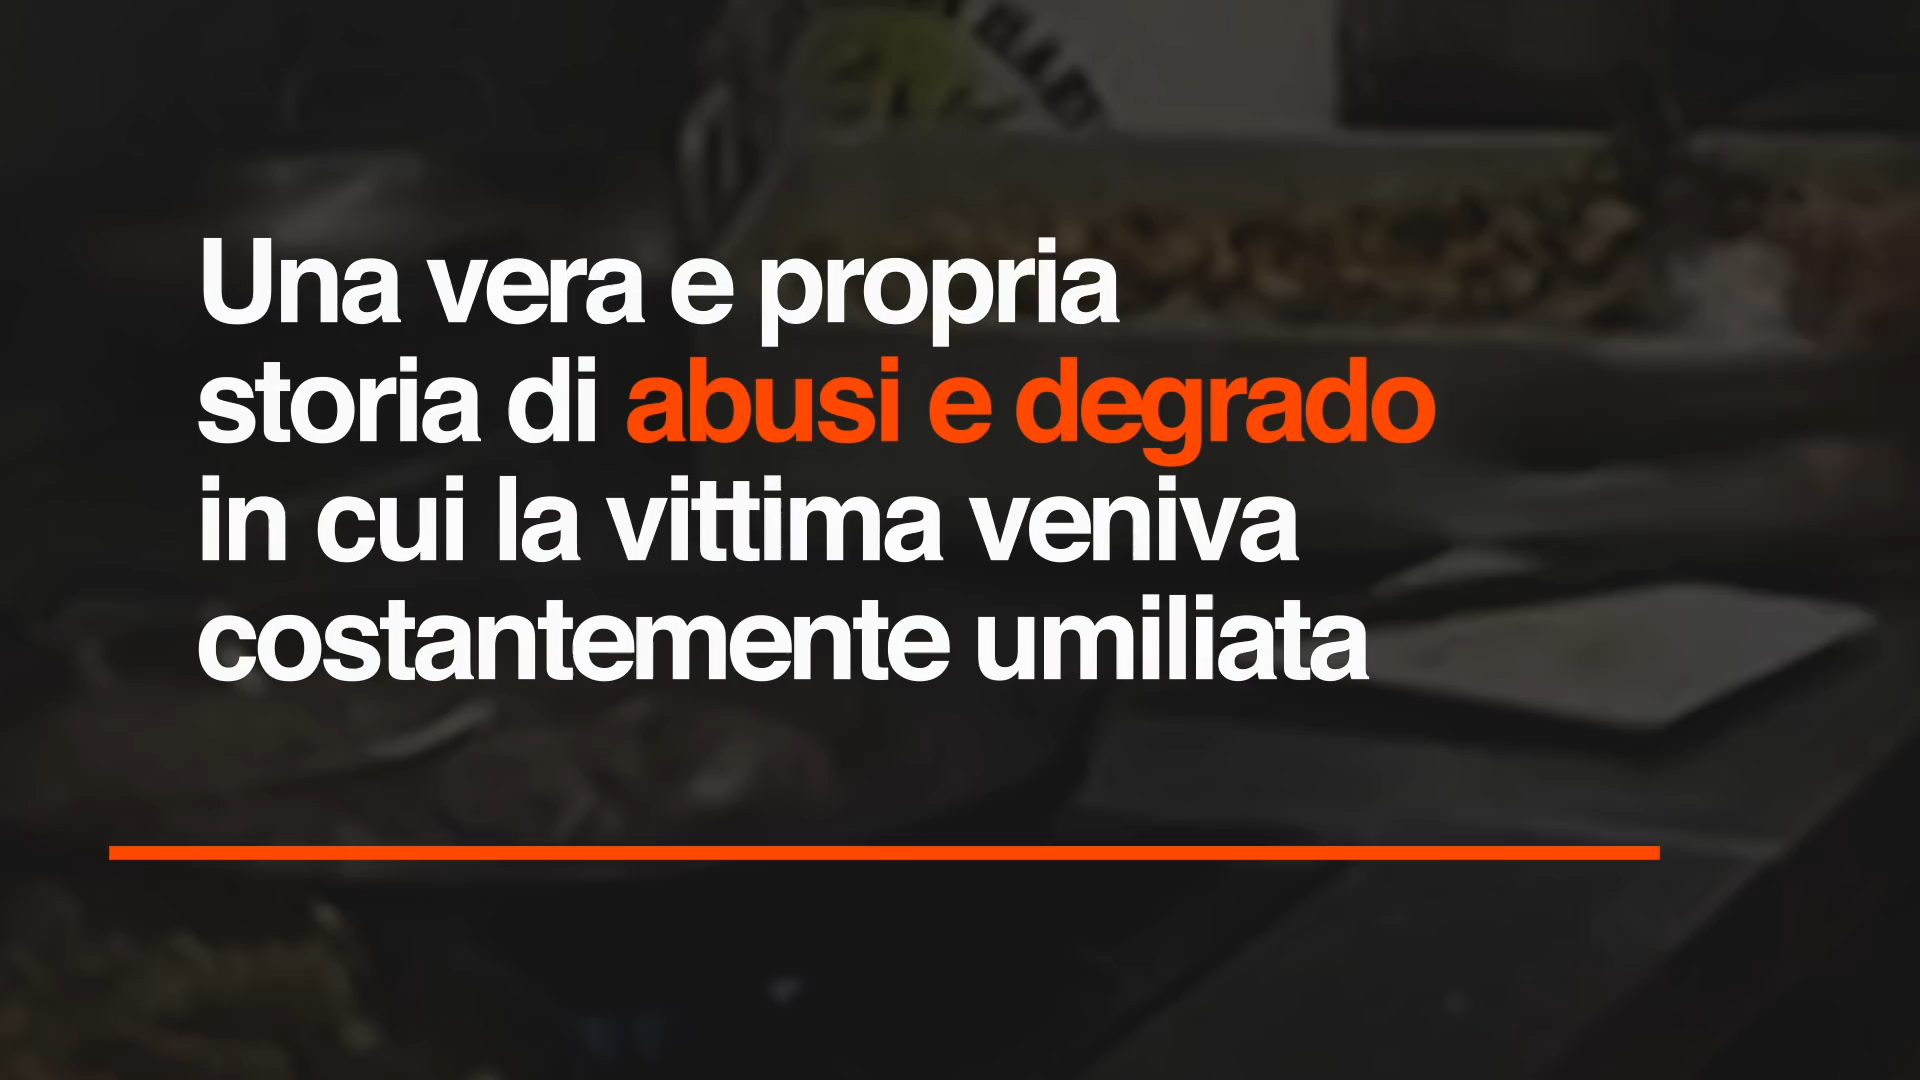 Una vera e propria
storia di abusi e degrado
in cui la vittima veniva
costantemente umiliata